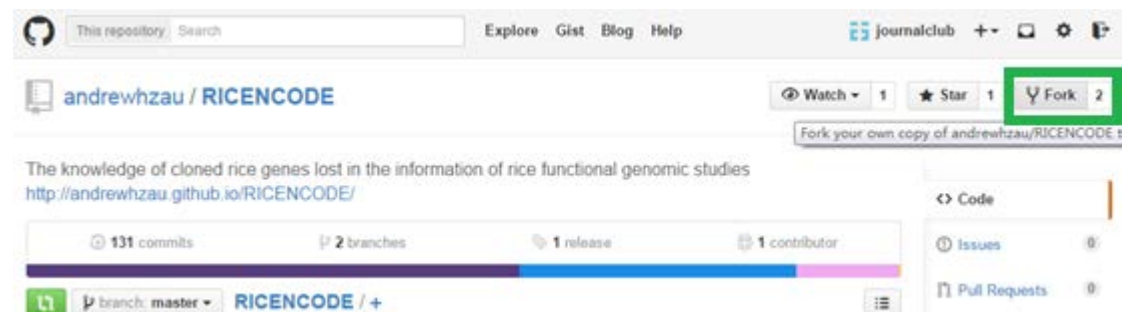 This repository Search Explore Gist Blog Help journalclub
andrewhzau / RICENCODE Watch 1 Star 1 Fork 2
Fork your own copy of andrewhzau/RICENCODE t
The knowledge of cloned rice genes lost in the information of rice functional genomic studies
http://andrewhzau.github.io/RICENCODE/
<> Code
131 commits 2 branches 1 release 1 contributor
Issues 0
branch: master RICENCODE / +
Pull Requests 0